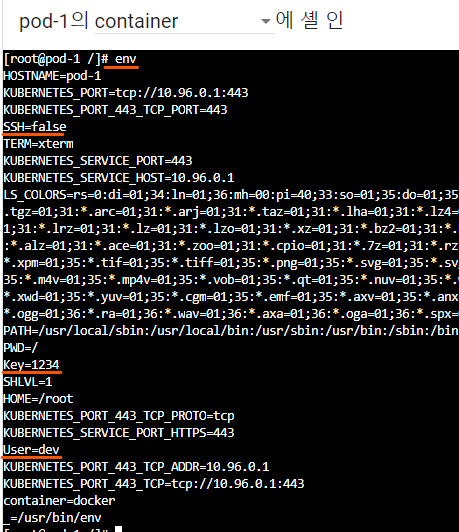 pod-1의 container 에 셸 인
[root@pod-1 /]# env
HOSTNAME=pod-1
KUBERNETES_PORT=tcp://10.96.0.1:443
KUBERNETES_PORT_443_TCP_PORT=443
SSH=false
TERM=xterm
KUBERNETES_SERVICE_PORT=443
KUBERNETES_SERVICE_HOST=10.96.0.1
LS_COLORS=rs=0:di=01;34:ln=01;36:mh=00:pi=40;33:so=01;35:do=01;35
.tgz=01;31:*.arc=01;31:*.arj=01;31:*.taz=01;31:*.lha=01;31:*.lz4=
1;31:*.lrz=01;31:*.lz=01;31:*.lzo=01;31:*.xz=01;31:*.bz2=01;31:*.
:*.alz=01;31:*.ace=01;31:*.zoo=01;31:*.cpio=01;31:*.7z=01;31:*.rz
*.xpm=01;35:*.tif=01;35:*.tiff=01;35:*.png=01;35:*.svg=01;35:*.sv
35:*.m4v=01;35:*.mp4v=01;35:*.vob=01;35:*.qt=01;35:*.nuv=01;35:*.
*.xwd=01;35:*.yuv=01;35:*.cgm=01;35:*.emf=01;35:*.axv=01;35:*.anx
*.ogg=01;36:*.ra=01;36:*.wav=01;36:*.axa=01;36:*.oga=01;36:*.spx=
PATH=/usr/local/sbin:/usr/local/bin:/usr/sbin:/usr/bin:/sbin:/bin
PWD=/
Key=1234
SHLVL=1
HOME=/root
KUBERNETES_PORT_443_TCP_PROTO=tcp
KUBERNETES_SERVICE_PORT_HTTPS=443
User=dev
KUBERNETES_PORT_443_TCP_ADDR=10.96.0.1
KUBERNETES_PORT_443_TCP=tcp://10.96.0.1:443
container=docker
_=/usr/bin/env